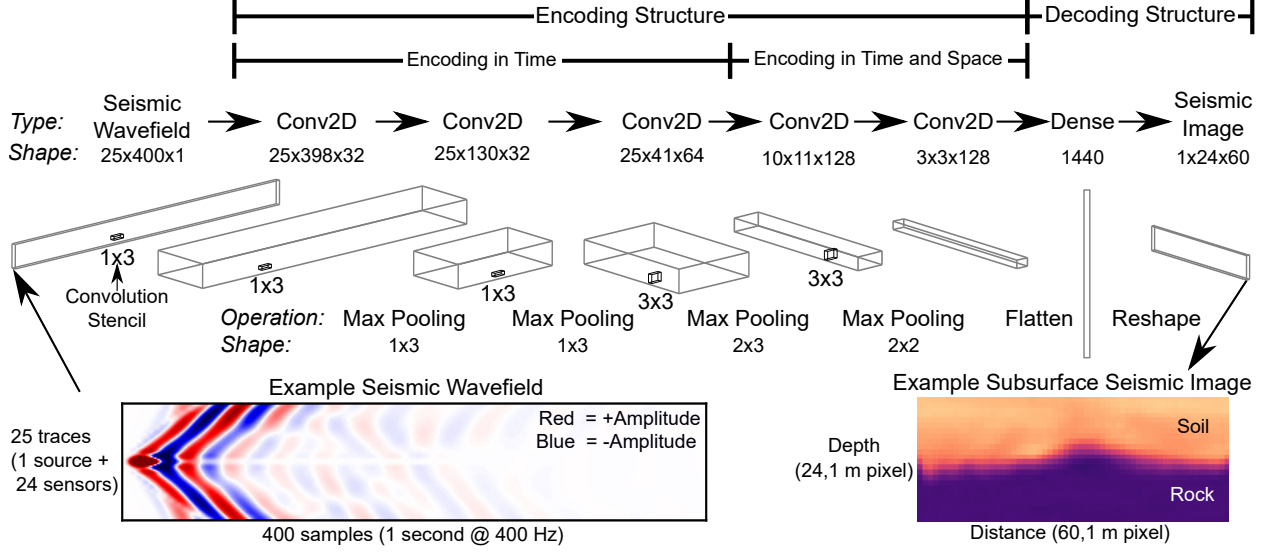 Encoding Structure
Decoding Structure
Encoding in Time
Encoding in Time and Space
Type:
Seismic
Wavefield
Conv2D
Conv2D
Conv2D
Conv2D
Conv2D
Dense
Seismic
Image
Shape:
25x400x1
25x398x32
25x130x32
25x41x64
10x11x128
3x3x128
1440
1x24x60
1x3
1x3
1x3
3x3
3x3
Convolution
Stencil
Operation:
Max Pooling
Max Pooling
Max Pooling
Max Pooling
Flatten
Reshape
Shape:
1x3
1x3
2x3
2x2
Example Seismic Wavefield
Red = +Amplitude
Blue = -Amplitude
25 traces
(1 source +
24 sensors)
400 samples (1 second @ 400 Hz)
Example Subsurface Seismic Image
Soil
Rock
Depth
(24,1 m pixel)
Distance (60,1 m pixel)